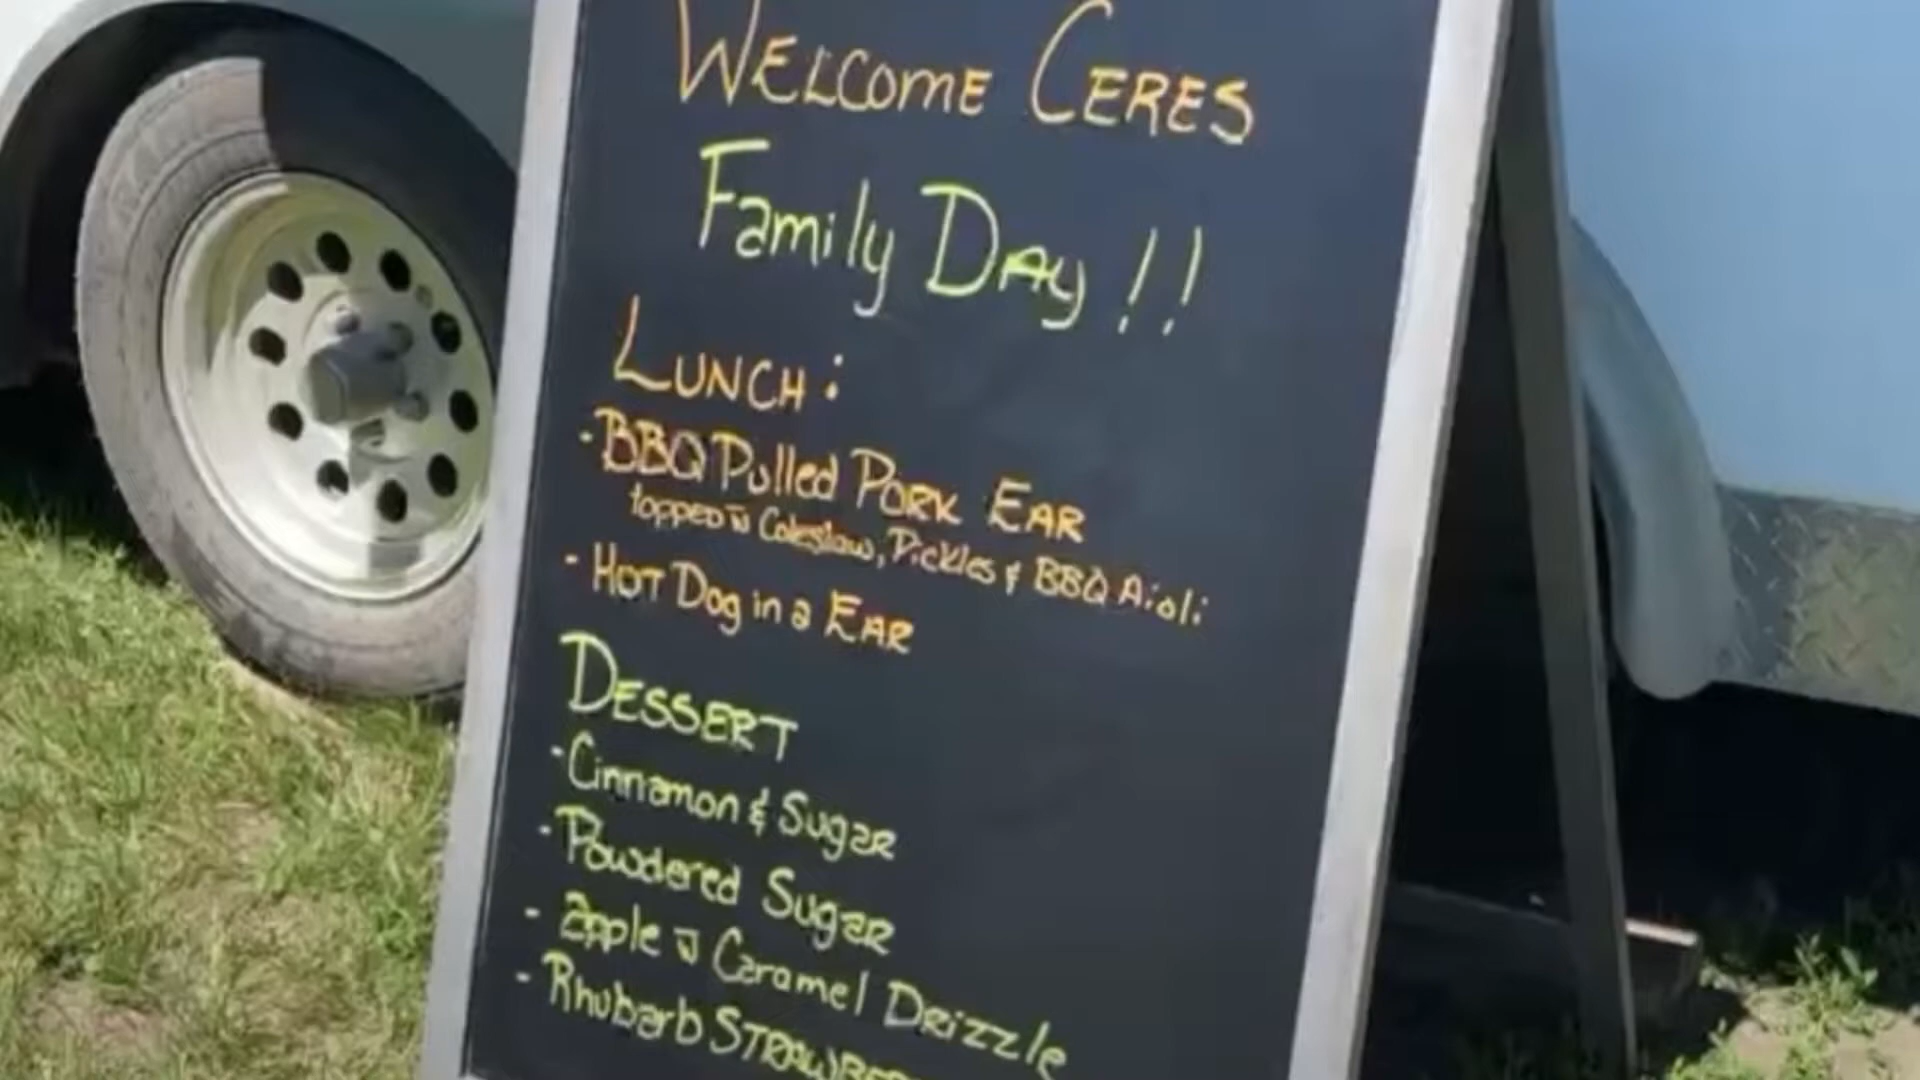 WELCOME CERES
Family DAY !!
LUNCH:
- BBQ Pulled PORK EAR
topped w Coleslaw, Pickles & BBQ Aioli
- HOT Dog in a EAR
DESSERT
- Cinnamon & Sugar
- Powdered Sugar
- apple w Caramel Drizzle
- Rhubarb